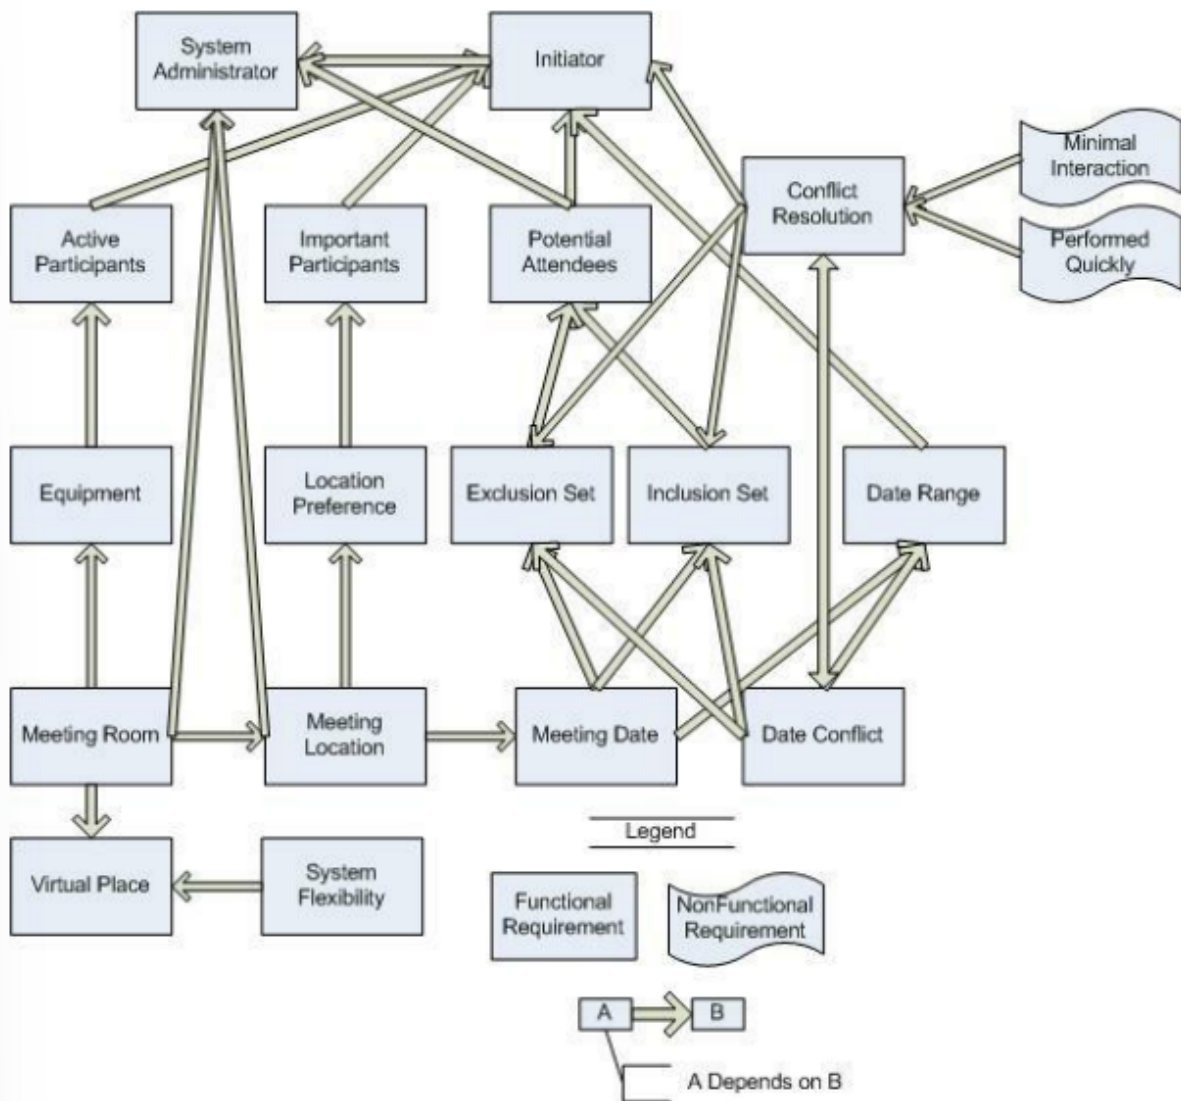 System
Administrator
Initiator
Minimal
Interaction
Conflict
Resolution
Active
Participants
Important
Participants
Potential
Attendees
Performed
Quickly
Equipment
Location
Preference
Exclusion Set
Inclusion Set
Date Range
Meeting Room
Meeting
Location
Meeting Date
Date Conflict
Virtual Place
System
Flexibility
Legend
Functional
Requirement
NonFunctional
Requirement
A
B
A Depends on B